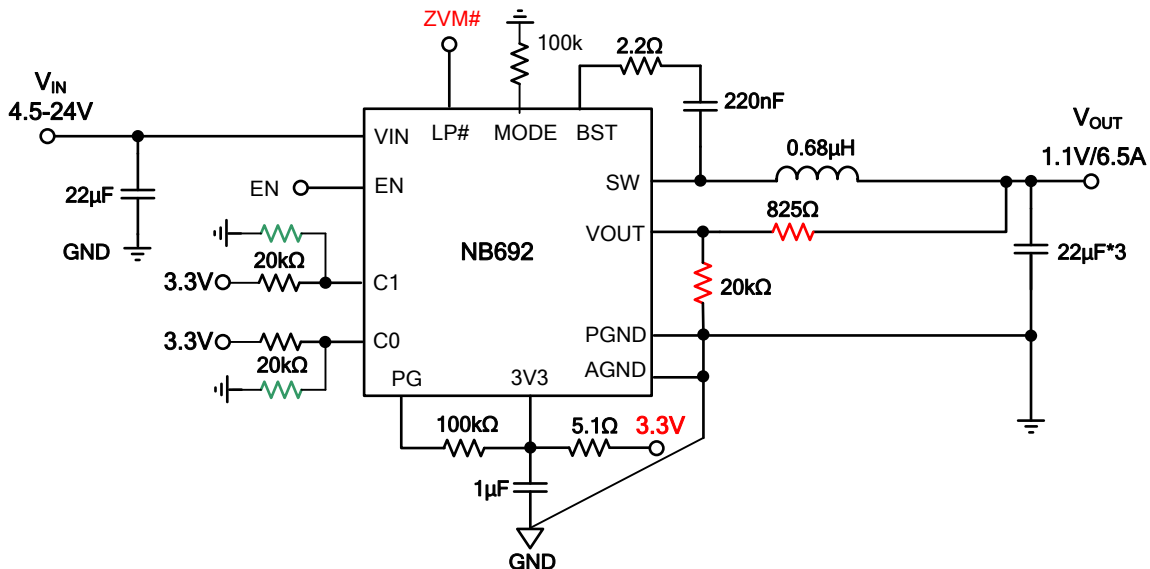 ZVM#
100k
2.2Ω
220nF
VIN
4.5-24V
VIN
LP#
MODE
BST
VOUT
1.1V/6.5A
0.68µH
SW
22µF
EN
EN
GND
825Ω
VOUT
NB692
22µF*3
20kΩ
3.3V
C1
20kΩ
3.3V
C0
20kΩ
PGND
AGND
PG
3V3
100kΩ
5.1Ω
3.3V
1µF
GND